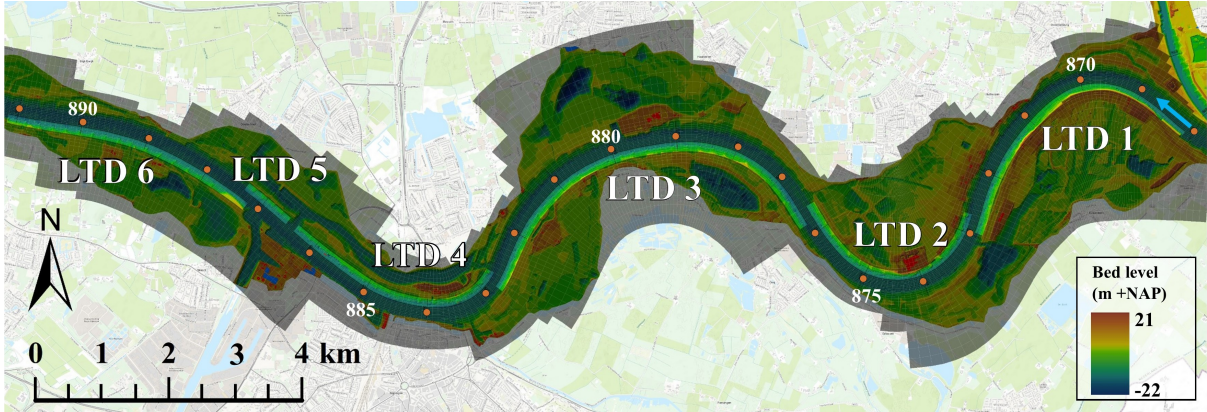 870
890
880
LTD 1
LTD 6
LTD 5
LTD 3
LTD 2
LTD 4
N
885
875
Bed level
(m +NAP)
21
-22
0 1 2 3 4 km